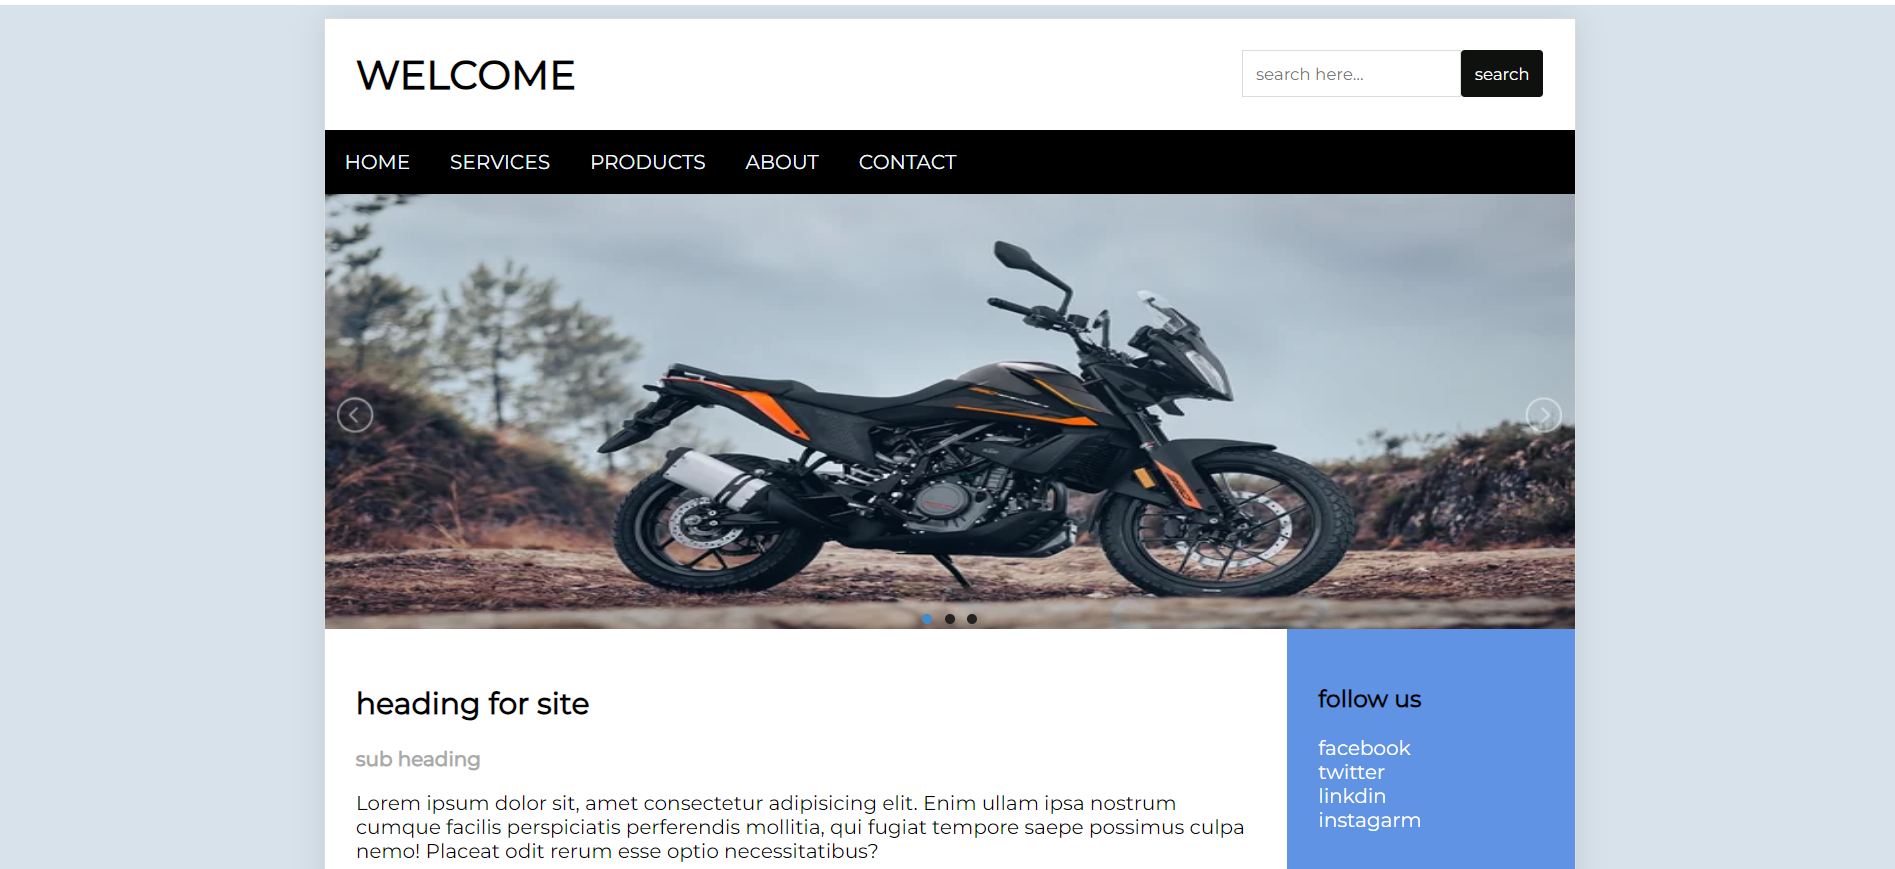 WELCOME
search here...
search
HOME SERVICES PRODUCTS ABOUT CONTACT
heading for site
sub heading
Lorem ipsum dolor sit, amet consectetur adipisicing elit. Enim ullam ipsa nostrum
cumque facilis perspiciatis perferendis mollitia, qui fugiat tempore saepe possimus culpa
nemo! Placeat odit rerum esse optio necessitatibus?
follow us
facebook
twitter
linkdin
instagarm